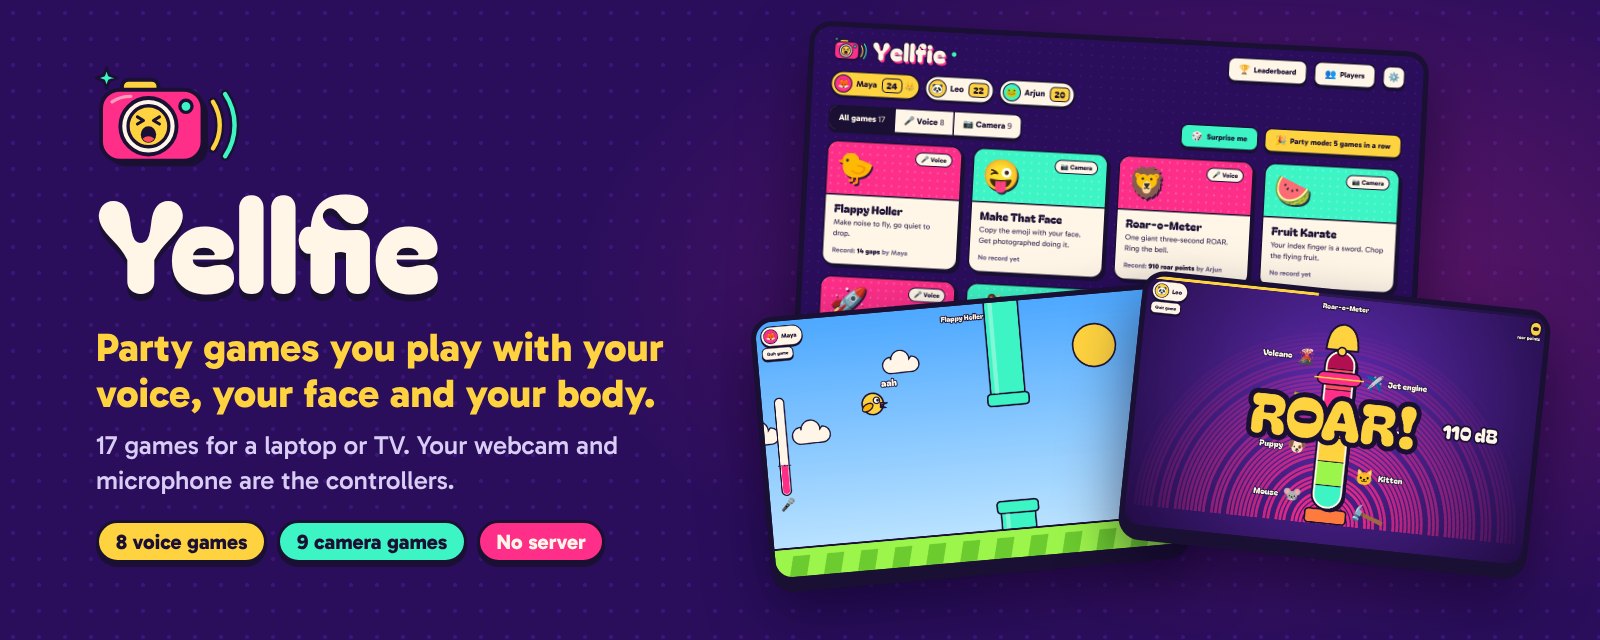 Yellfie
Party games you play with your
voice, your face and your body.
17 games for a laptop or TV. Your webcam and
microphone are the controllers.
8 voice games
9 camera games
No server
Yellfie
Leaderboard
Players
Maya 24
Leo 22
Arjun 20
All games 17
Voice 8
Camera 9
Surprise me
Party mode: 5 games in a row
Voice
Flappy Holler
Make noise to fly, go quiet to
drop.
Record: 14 gaps by Maya
Camera
Make That Face
Copy the emoji with your face.
Get photographed doing it.
No record yet
Voice
Roar-o-Meter
One giant three-second ROAR.
Ring the bell.
Record: 910 roar points by Arjun
Camera
Fruit Karate
Your index finger is a sword. Chop
the flying fruit.
No record yet
Voice
Maya
Quit game
Flappy Holler
aah
Leo
Quit game
Roar-o-Meter
roar points
Volcano
Jet engine
ROAR!
110 dB
Puppy
Kitten
Mouse